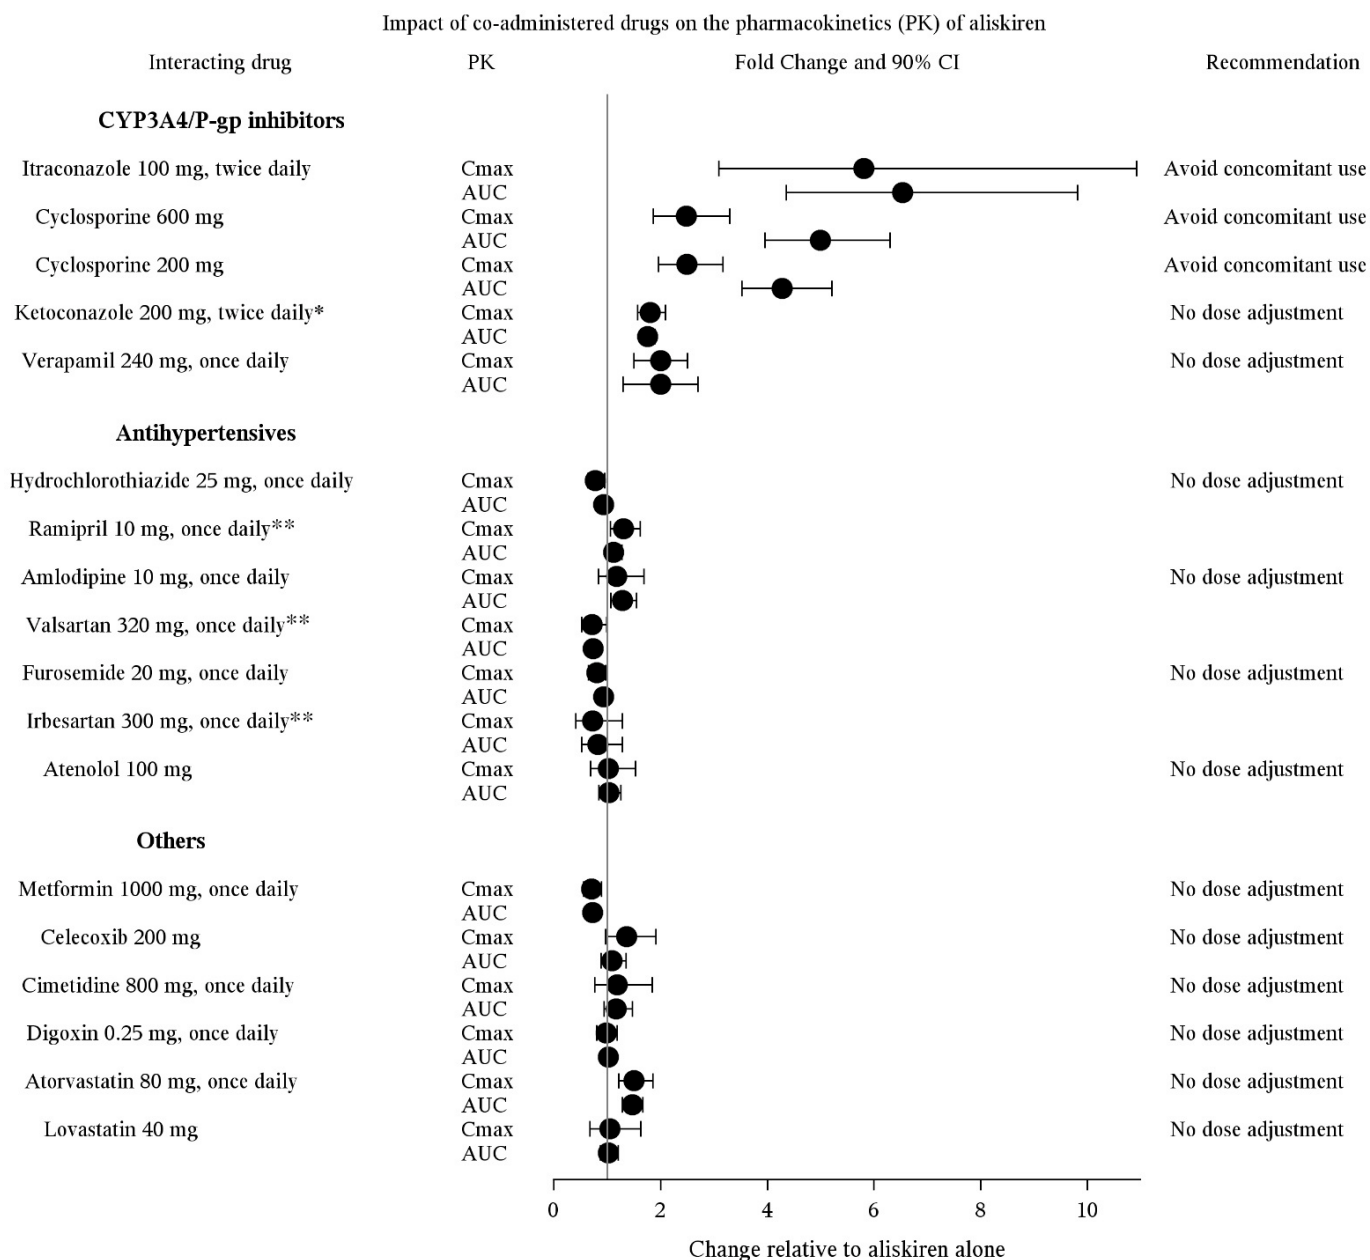 Impact of co-administered drugs on the pharmacokinetics (PK) of aliskiren
Interacting drug PK Fold Change and 90% CI Recommendation
CYP3A4/P-gp inhibitors
Itraconazole 100 mg, twice daily Cmax Avoid concomitant use
AUC
Cyclosporine 600 mg Cmax Avoid concomitant use
AUC
Cyclosporine 200 mg Cmax Avoid concomitant use
AUC
Ketoconazole 200 mg, twice daily* Cmax No dose adjustment
AUC
Verapamil 240 mg, once daily Cmax No dose adjustment
AUC
Antihypertensives
Hydrochlorothiazide 25 mg, once daily Cmax No dose adjustment
AUC
Ramipril 10 mg, once daily** Cmax
AUC
Amlodipine 10 mg, once daily Cmax No dose adjustment
AUC
Valsartan 320 mg, once daily** Cmax
AUC
Furosemide 20 mg, once daily Cmax No dose adjustment
AUC
Irbesartan 300 mg, once daily** Cmax
AUC
Atenolol 100 mg Cmax No dose adjustment
AUC
Others
Metformin 1000 mg, once daily Cmax No dose adjustment
AUC
Celecoxib 200 mg Cmax No dose adjustment
AUC
Cimetidine 800 mg, once daily Cmax No dose adjustment
AUC
Digoxin 0.25 mg, once daily Cmax No dose adjustment
AUC
Atorvastatin 80 mg, once daily Cmax No dose adjustment
AUC
Lovastatin 40 mg Cmax No dose adjustment
AUC
0 2 4 6 8 10
Change relative to aliskiren alone